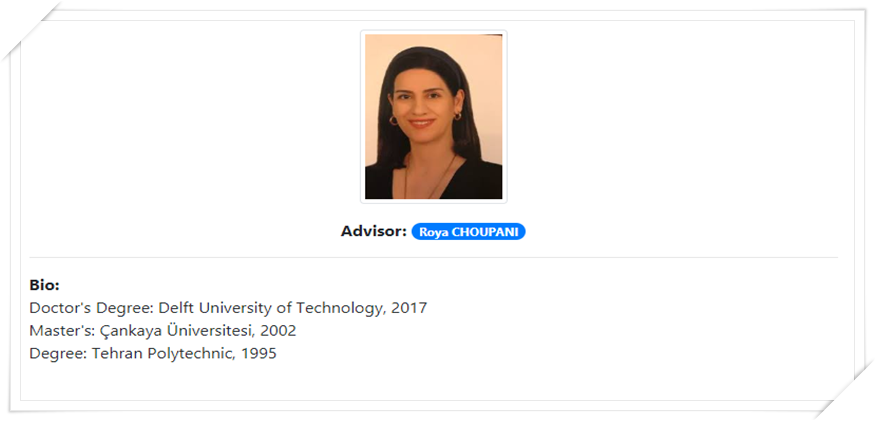 Advisor: Roya CHOUPANI
Bio:
Doctor's Degree: Delft University of Technology, 2017
Master's: Çankaya Üniversitesi, 2002
Degree: Tehran Polytechnic, 1995